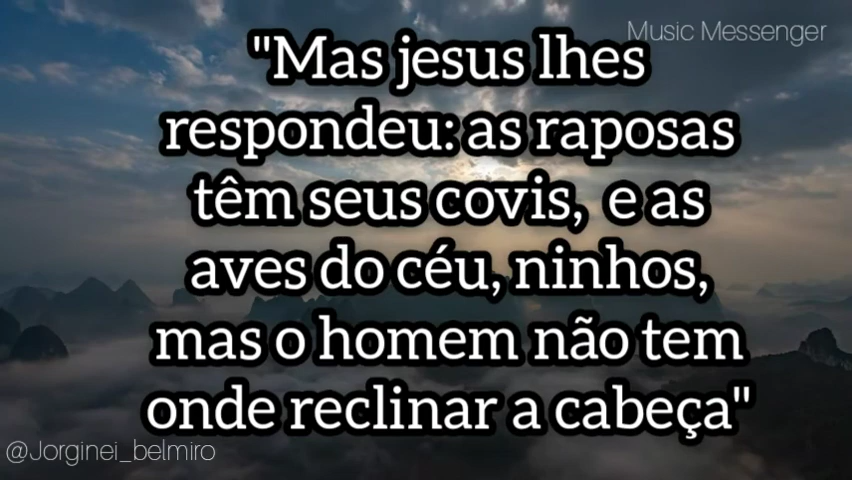 Music Messenger
"Mas jesus lhes
respondeu: as raposas
têm seus covis, e as
aves do céu, ninhos,
mas o homem não tem
onde reclinar a cabeça"
@Jorginei_belmiro